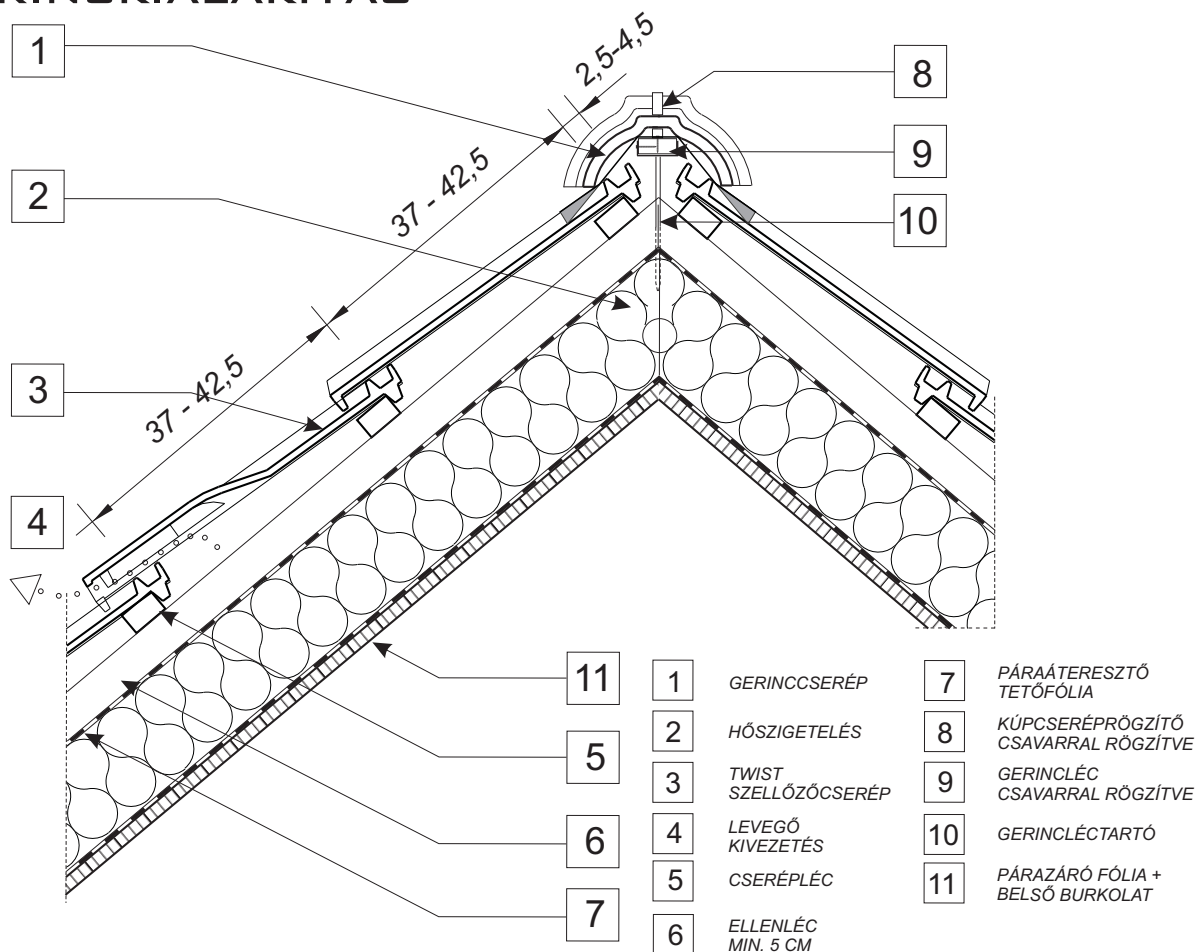 1
2,5-4,5
8
9
37 - 42,5
2
10
3
37 - 42,5
4
11
5
6
7
1 GERINCCSERÉP
2 HŐSZIGETELÉS
3 TWIST
SZELLŐZŐCSERÉP
4 LEVEGŐ
KIVEZETÉS
5 CSERÉPLÉC
6 ELLENLÉC
MIN. 5 CM
7 PÁRAÁTERESZTŐ
TETŐFÓLIA
8 KÚPCSERÉPRÖGZÍTŐ
CSAVARRAL RÖGZÍTVE
9 GERINCLÉC
CSAVARRAL RÖGZÍTVE
10 GERINCLÉCTARTÓ
11 PÁRAZÁRÓ FÓLIA +
BELSŐ BURKOLAT